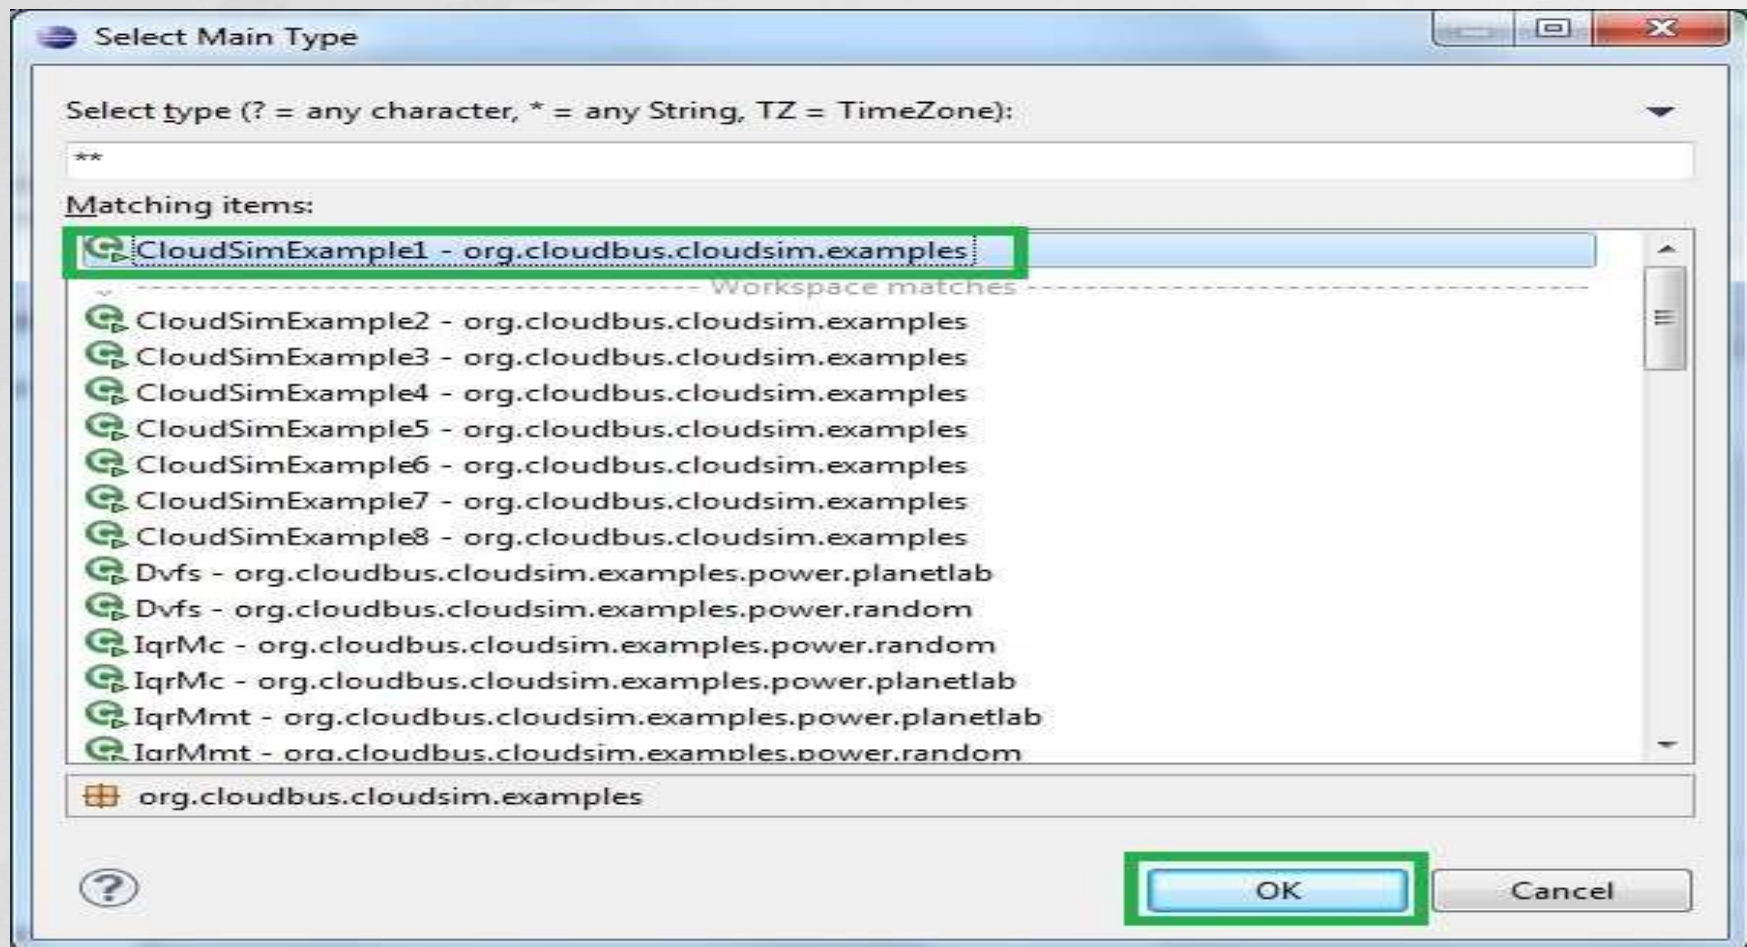 Select Main Type
Select type (? = any character, * = any String, TZ = TimeZone):
**
Matching items:
CloudSimExample1 - org.cloudbus.cloudsim.examples
Workspace matches
CloudSimExample2 - org.cloudbus.cloudsim.examples
CloudSimExample3 - org.cloudbus.cloudsim.examples
CloudSimExample4 - org.cloudbus.cloudsim.examples
CloudSimExample5 - org.cloudbus.cloudsim.examples
CloudSimExample6 - org.cloudbus.cloudsim.examples
CloudSimExample7 - org.cloudbus.cloudsim.examples
CloudSimExample8 - org.cloudbus.cloudsim.examples
Dvfs - org.cloudbus.cloudsim.examples.power.planetlab
Dvfs - org.cloudbus.cloudsim.examples.power.random
IqrMc - org.cloudbus.cloudsim.examples.power.random
IqrMc - org.cloudbus.cloudsim.examples.power.planetlab
IqrMmt - org.cloudbus.cloudsim.examples.power.planetlab
IqrMmt - org.cloudbus.cloudsim.examples.power.random
org.cloudbus.cloudsim.examples
OK Cancel